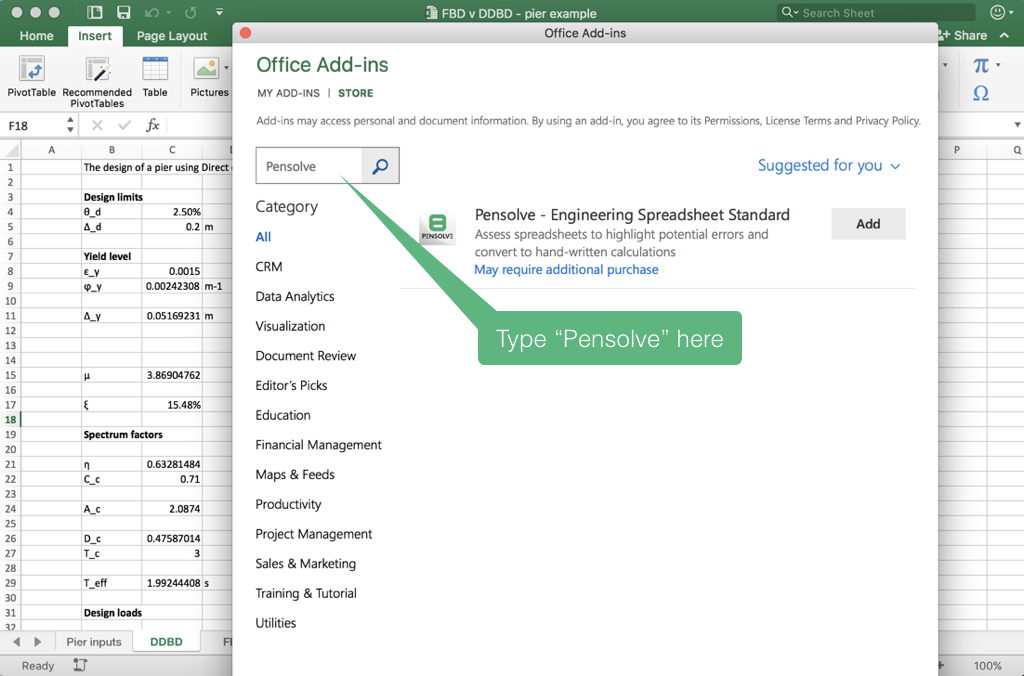 FBD v DDBD - pier example
Search Sheet
Home
Insert
Page Layout
Share
PivotTable
Recommended
PivotTables
Table
Pictures
π
Ω
F18
fx
A
B
C
P
Q
1
The design of a pier using Direct
2
3
Design limits
4
θ_d
2.50%
5
Δ_d
0.2 m
6
7
Yield level
8
ε_y
0.0015
9
φ_y
0.00242308 m-1
10
11
Δ_y
0.05169231 m
12
13
14
15
μ
3.86904762
16
17
ξ
15.48%
18
19
Spectrum factors
20
21
η
0.63281484
22
C_c
0.71
23
24
A_c
2.0874
25
26
D_c
0.47587014
27
T_c
3
28
29
T_eff
1.99244408 s
30
31
Design loads
32
Pier inputs
DDBD
Ready
100%
Office Add-ins
Office Add-ins
MY ADD-INS | STORE
Add-ins may access personal and document information. By using an add-in, you agree to its Permissions, License Terms and Privacy Policy.
Pensolve
Suggested for you
Category
All
CRM
Data Analytics
Visualization
Document Review
Editor's Picks
Education
Financial Management
Maps & Feeds
Productivity
Project Management
Sales & Marketing
Training & Tutorial
Utilities
PENSOLVE
Pensolve - Engineering Spreadsheet Standard
Assess spreadsheets to highlight potential errors and
convert to hand-written calculations
May require additional purchase
Add
Type “Pensolve” here